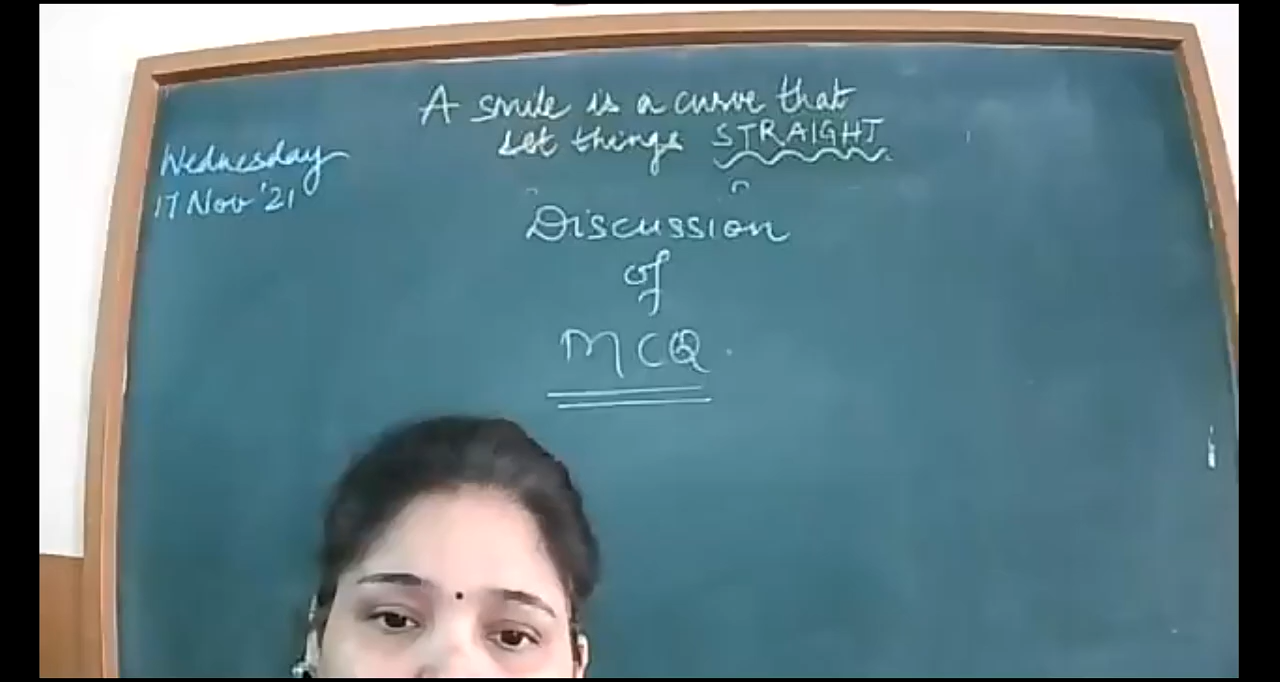 A smile is a curve that
set things STRAIGHT
Wednesday
17 Nov '21
Discussion
of
MCQ.